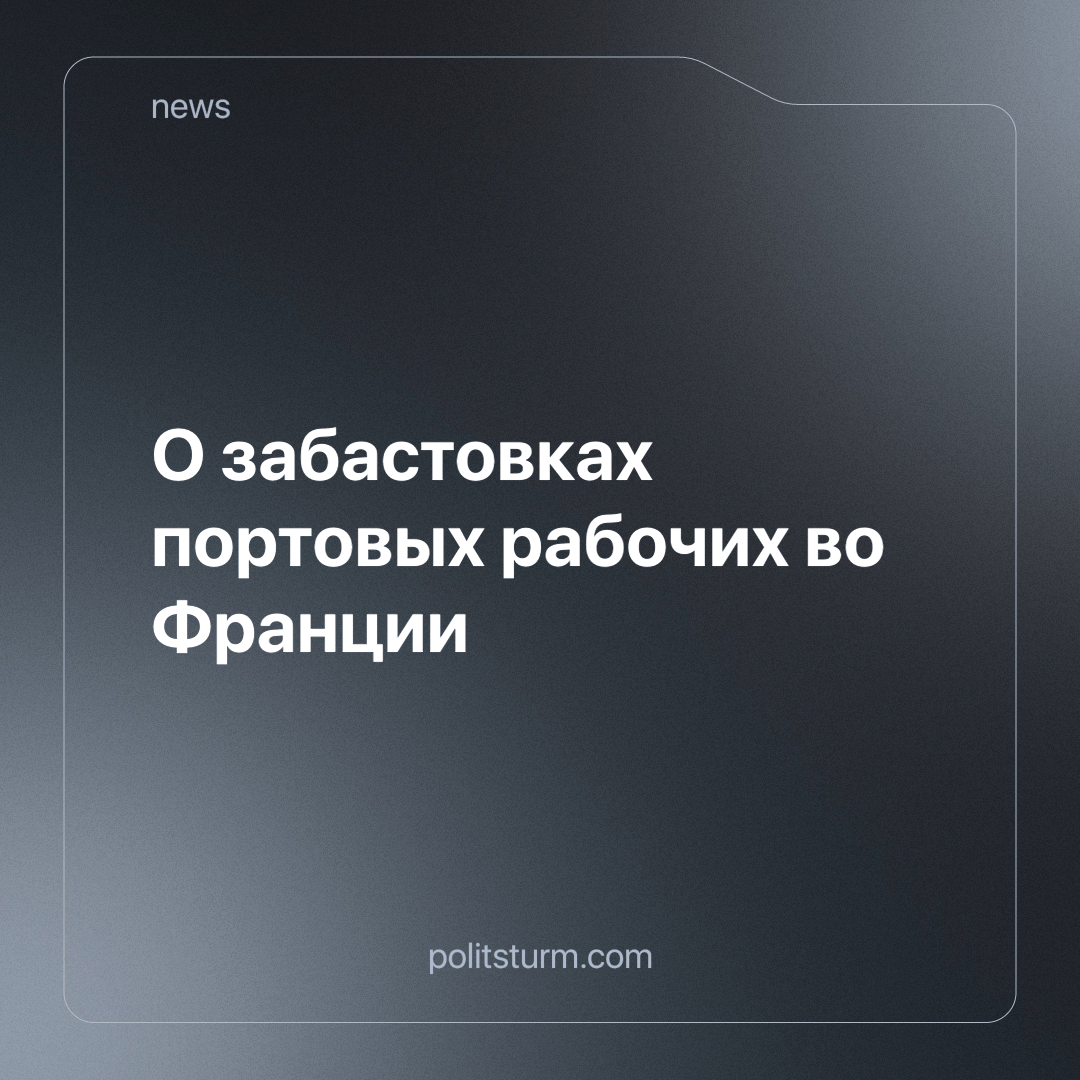 news
О забастовках
портовых рабочих во
Франции
politsturm.com